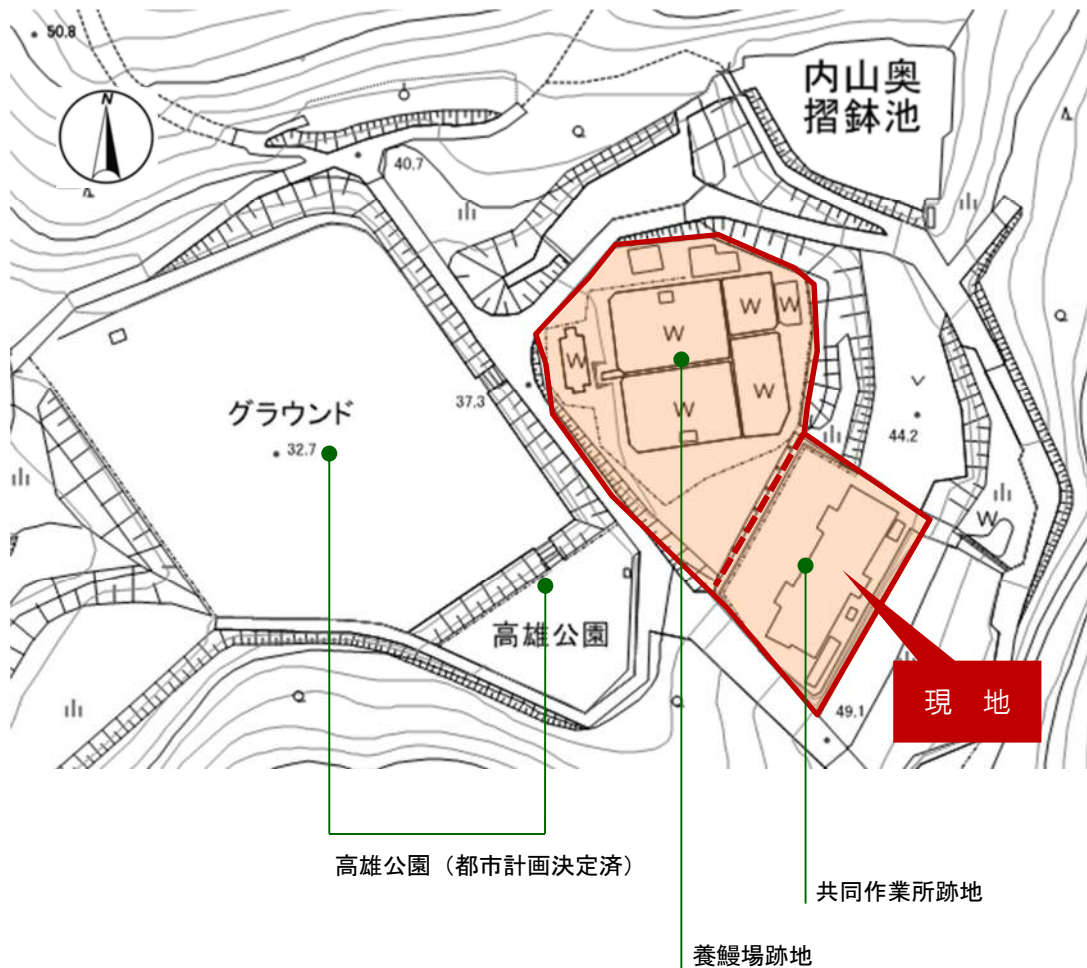 50.8
N
内山奥
摺鉢池
40.7
W
W
W
W
W
W
37.3
グラウンド
32.7
44.2
W
高雄公園
現 地
49.1
高雄公園（都市計画決定済）
共同作業所跡地
養鰻場跡地